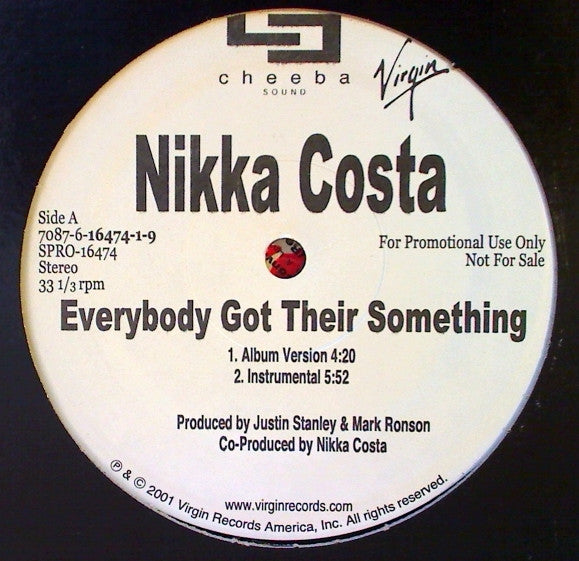 cheeba
SOUND
Virgin
Nikka Costa
Side A
7087-6-16474-1-9
SPRO-16474
Stereo
33 1/3 rpm
For Promotional Use Only
Not For Sale
Everybody Got Their Something
1. Album Version 4:20
2. Instrumental 5:52
Produced by Justin Stanley & Mark Ronson
Co-Produced by Nikka Costa
www.virginrecords.com
℗ & © 2001 Virgin Records America, Inc. All rights reserved.